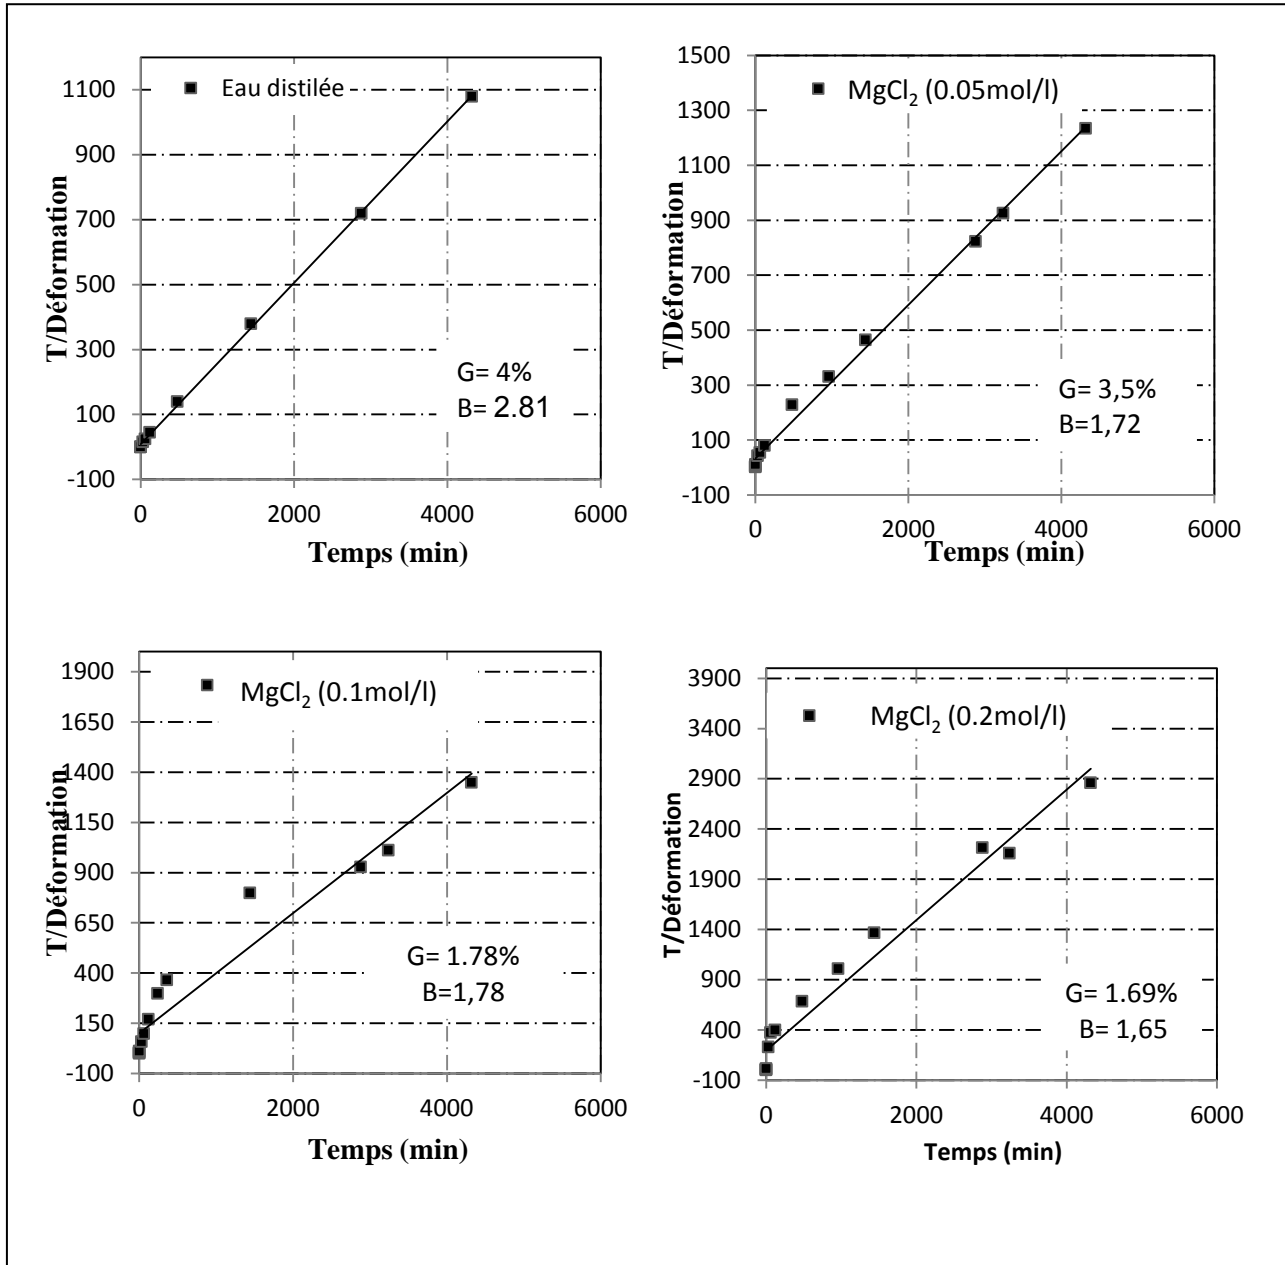 Eau distilée
T/Déformation
1100
900
700
500
300
100
-100
0
2000
4000
6000
Temps (min)
G= 4%
B= 2.81
MgCl₂ (0.05mol/l)
T/Déformation
1500
1300
1100
900
700
500
300
100
-100
0
2000
4000
6000
Temps (min)
G= 3,5%
B=1,72
MgCl₂ (0.1mol/l)
T/Déformation
1900
1650
1400
1150
900
650
400
150
-100
0
2000
4000
6000
Temps (min)
G= 1.78%
B=1,78
MgCl₂ (0.2mol/l)
T/Déformation
3900
3400
2900
2400
1900
1400
900
400
-100
0
2000
4000
6000
Temps (min)
G= 1.69%
B= 1,65